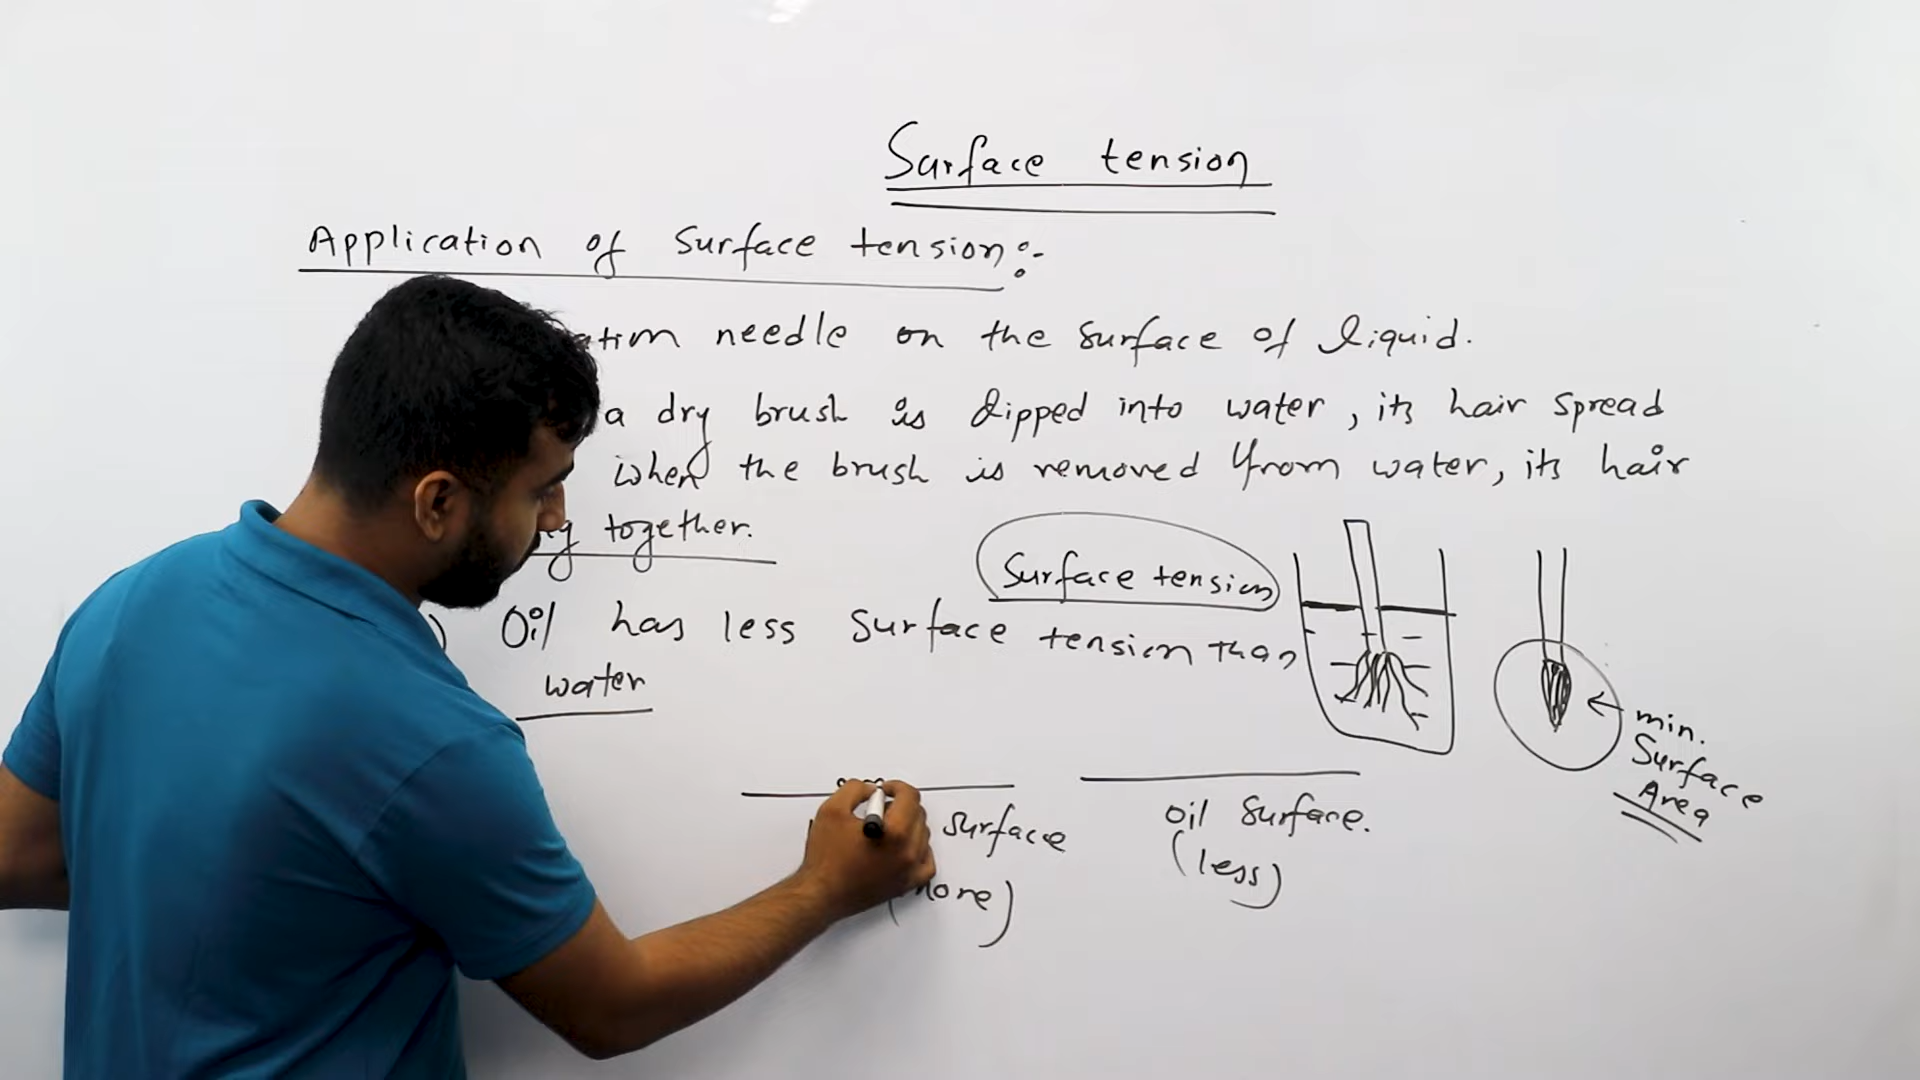 Surface tension
Application of Surface tension:-
needle on the surface of liquid.
a dry brush is dipped into water, its hair spread
when the brush is removed from water, its hair
together.
Surface tension
) Oil has less surface tension than
water
min.
Surface
Area
surface
oil surface.
(less)
(more)